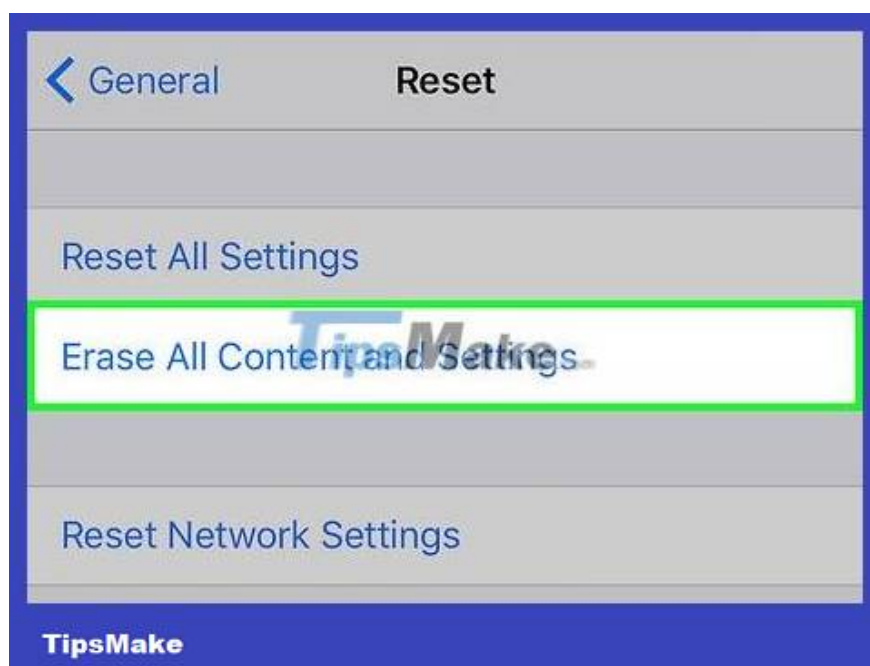 General
Reset
Reset All Settings
Erase All Content and Settings
TipsMake
Reset Network Settings
TipsMake